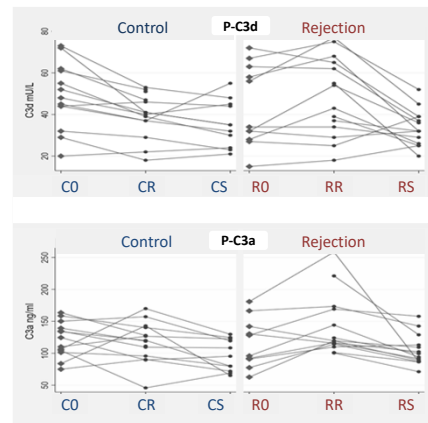 Control P-C3d Rejection
80
60
40
20
C3d mU/L
C0 CR CS R0 RR RS
Control P-C3a Rejection
250
200
150
100
50
C3a ng/ml
C0 CR CS R0 RR RS